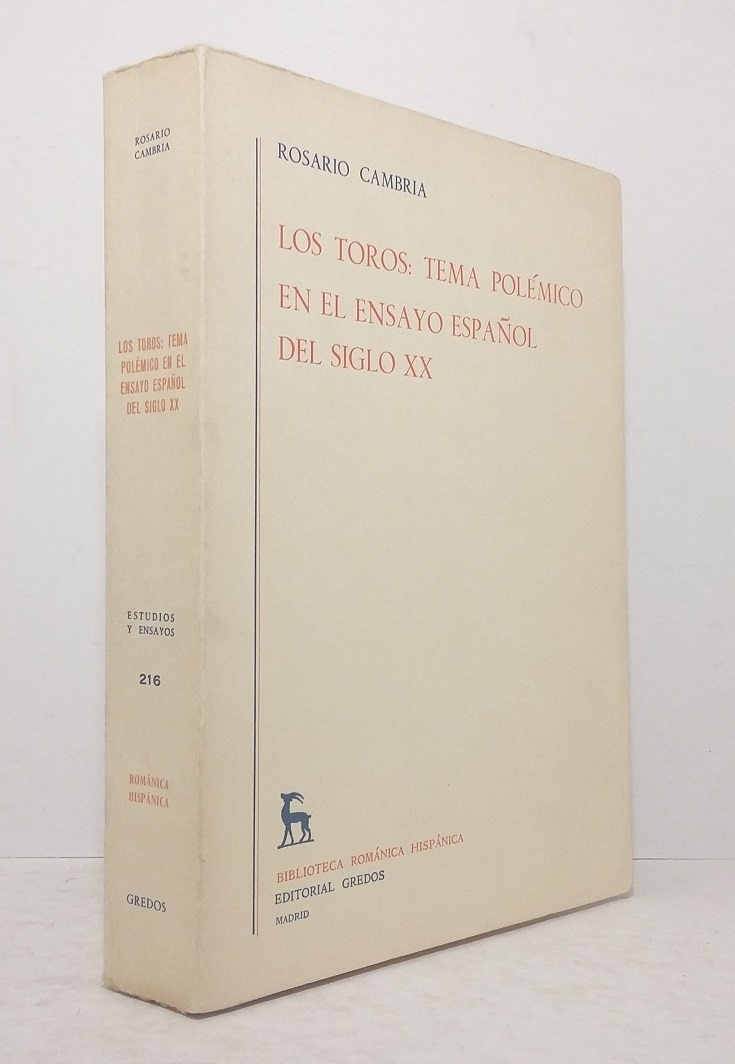 ROSARIO
CAMBRIA
LOS TOROS: TEMA
POLÉMICO EN EL
ENSAYO ESPAÑOL
DEL SIGLO XX
ESTUDIOS
Y ENSAYOS
216
ROMÁNICA
HISPÁNICA
GREDOS
ROSARIO CAMBRIA
LOS TOROS: TEMA POLÉMICO
EN EL ENSAYO ESPAÑOL
DEL SIGLO XX
BIBLIOTECA ROMÁNICA HISPÁNICA
EDITORIAL GREDOS
MADRID